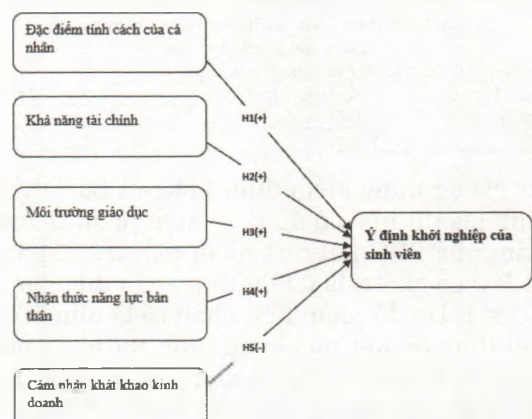 Đặc điểm tính cách của cá
nhân
H1(+)
Khả năng tài chính
H2(+)
Môi trường giáo dục
H3(+)
Ý định khởi nghiệp của
sinh viên
Nhận thức năng lực bản
thân
H4(+)
H5(-)
Cảm nhận khát khao kinh
doanh